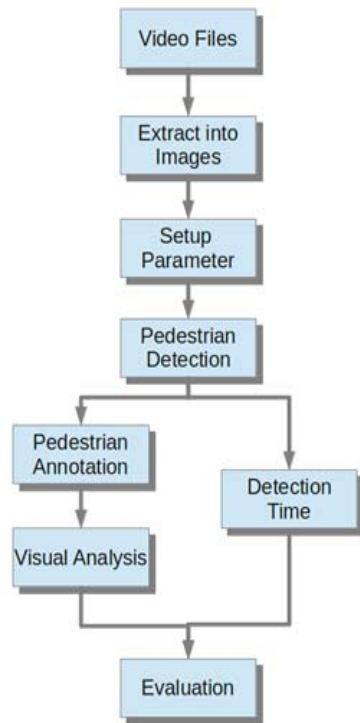 Video Files
Extract into
Images
Setup
Parameter
Pedestrian
Detection
Pedestrian
Annotation
Detection
Time
Visual Analysis
Evaluation